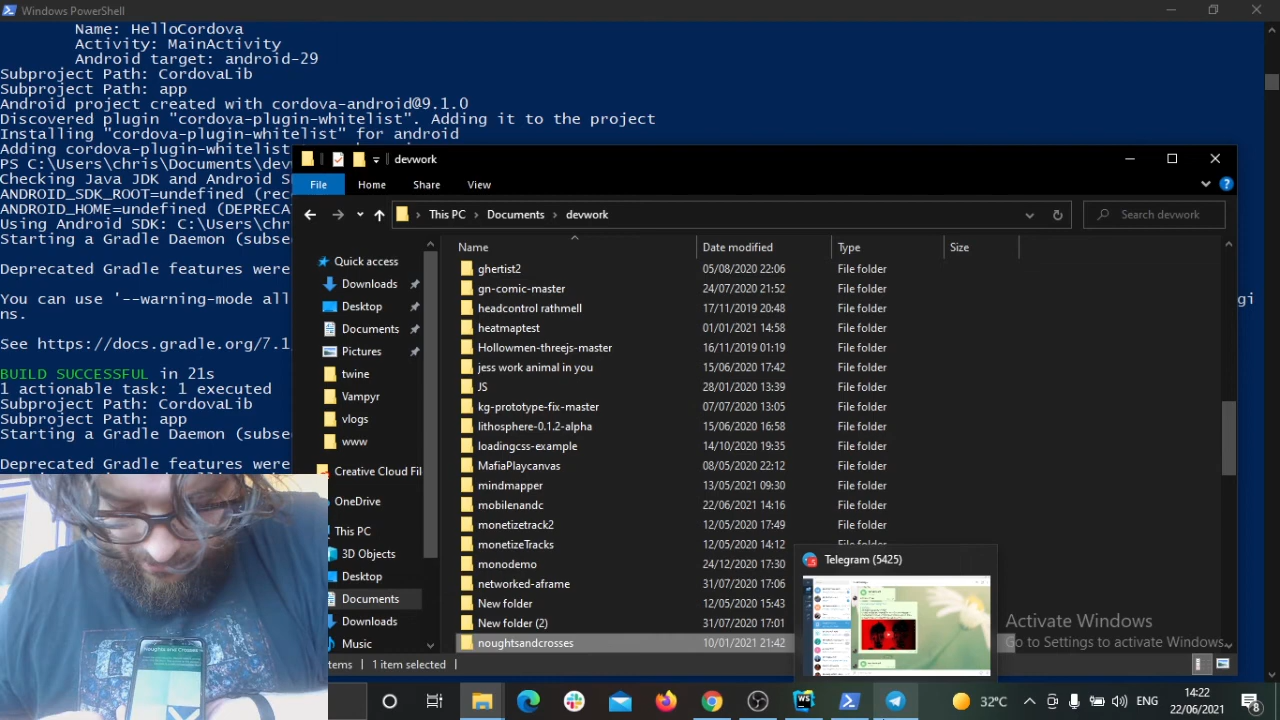 Windows PowerShell
Name: HelloCordova
Activity: MainActivity
Android target: android-29
Subproject Path: CordovaLib
Subproject Path: app
Android project created with cordova-android@9.1.0
Discovered plugin "cordova-plugin-whitelist". Adding it to the project
Installing "cordova-plugin-whitelist" for android
Adding cordova-plugin-whitelist
PS C:\Users\chris\Documents\dev
Checking Java JDK and Android S
ANDROID_SDK_ROOT=undefined (rec
ANDROID_HOME=undefined (DEPRECA
Using Android SDK: C:\Users\chr
Starting a Gradle Daemon (subse
Deprecated Gradle features were
You can use '--warning-mode all
gi
ns.
See https://docs.gradle.org/7.1
BUILD SUCCESSFUL in 21s
1 actionable task: 1 executed
Subproject Path: CordovaLib
Subproject Path: app
Starting a Gradle Daemon (subse
Deprecated Gradle features were
devwork
File Home Share View
This PC > Documents > devwork
Search devwork
Name Date modified Type Size
Quick access
Downloads
Desktop
Documents
Pictures
twine
Vampyr
vlogs
www
Creative Cloud Fil
OneDrive
This PC
3D Objects
Desktop
Documents
Downloads
Music
ghertist2 05/08/2020 22:06 File folder
gn-comic-master 24/07/2020 21:52 File folder
headcontrol rathmell 17/11/2019 20:48 File folder
heatmaptest 01/01/2021 14:58 File folder
Hollowmen-threejs-master 16/11/2019 01:19 File folder
jess work animal in you 15/06/2020 17:42 File folder
JS 28/01/2020 13:39 File folder
kg-prototype-fix-master 07/07/2020 13:05 File folder
lithosphere-0.1.2-alpha 15/06/2020 16:58 File folder
loadingcss-example 14/10/2020 19:35 File folder
MafiaPlaycanvas 08/05/2020 22:12 File folder
mindmapper 13/05/2021 09:30 File folder
mobilenandc 22/06/2021 14:16 File folder
monetizetrack2 12/05/2020 17:49 File folder
monetizeTracks 12/05/2020 14:12 File folder
monodemo 24/12/2020 17:30
networked-aframe 31/07/2020 17:06
New folder 12/05/2020 15:43
New folder (2) 31/07/2020 17:01
noughtsandcrosses 10/01/2021 21:42
items 1 item selected
Telegram (5425)
Noughts and Crosses
Activate Windows
Go to Settings to activate Windows.
32°C
ENG
14:22
22/06/2021
8